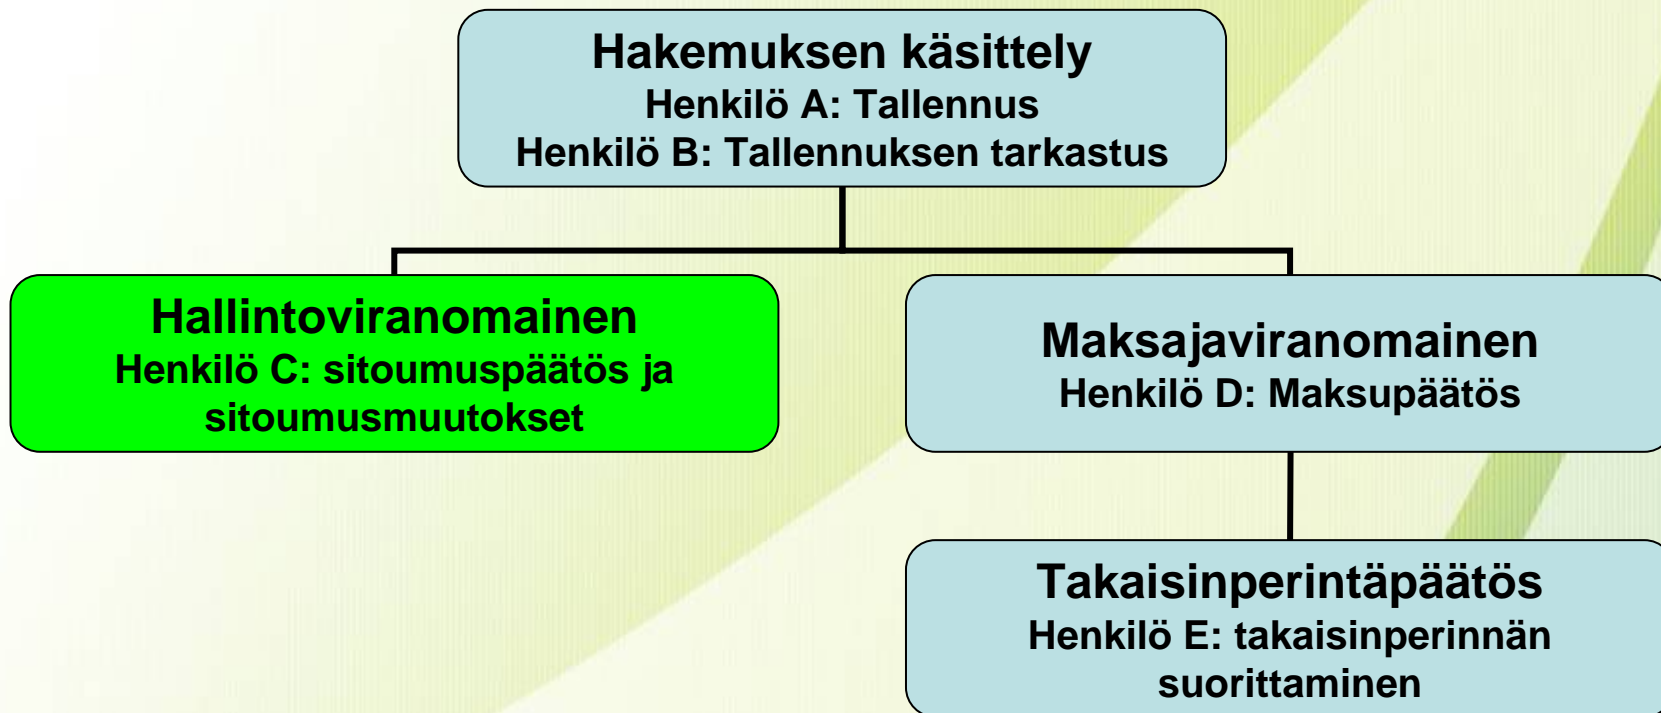 Hakemuksen käsittely
Henkilö A: Tallennus
Henkilö B: Tallennuksen tarkastus
Hallintoviranomainen
Henkilö C: sitoumuspäätös ja
sitoumusmuutokset
Maksajaviranomainen
Henkilö D: Maksupäätös
Takaisinperintäpäätös
Henkilö E: takaisinperinnän
suorittaminen